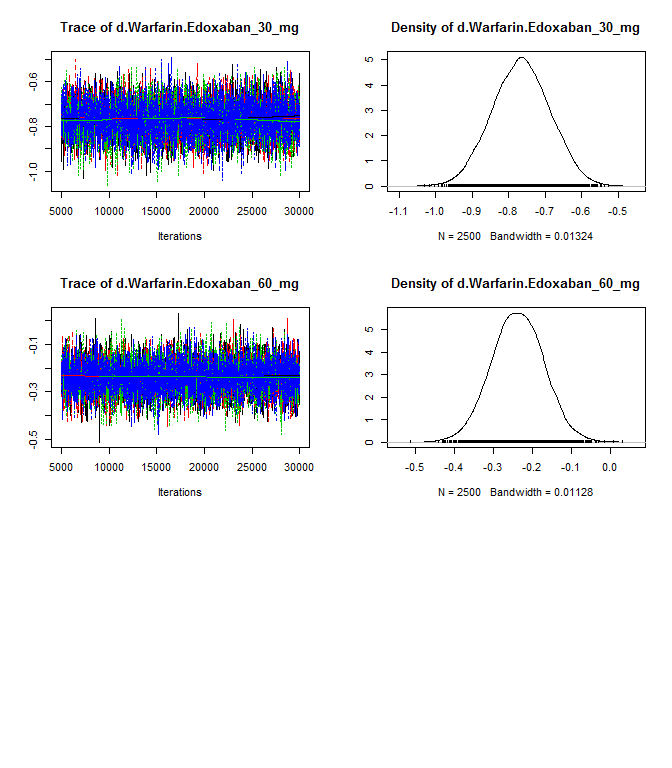 Trace of d.Warfarin.Edoxaban_30_mg
-0.6
-0.8
-1.0
5000 10000 15000 20000 25000 30000
Iterations
Density of d.Warfarin.Edoxaban_30_mg
5
4
3
2
1
0
-1.1 -1.0 -0.9 -0.8 -0.7 -0.6 -0.5
N = 2500 Bandwidth = 0.01324
Trace of d.Warfarin.Edoxaban_60_mg
-0.1
-0.3
-0.5
5000 10000 15000 20000 25000 30000
Iterations
Density of d.Warfarin.Edoxaban_60_mg
5
4
3
2
1
0
-0.5 -0.4 -0.3 -0.2 -0.1 0.0
N = 2500 Bandwidth = 0.01128